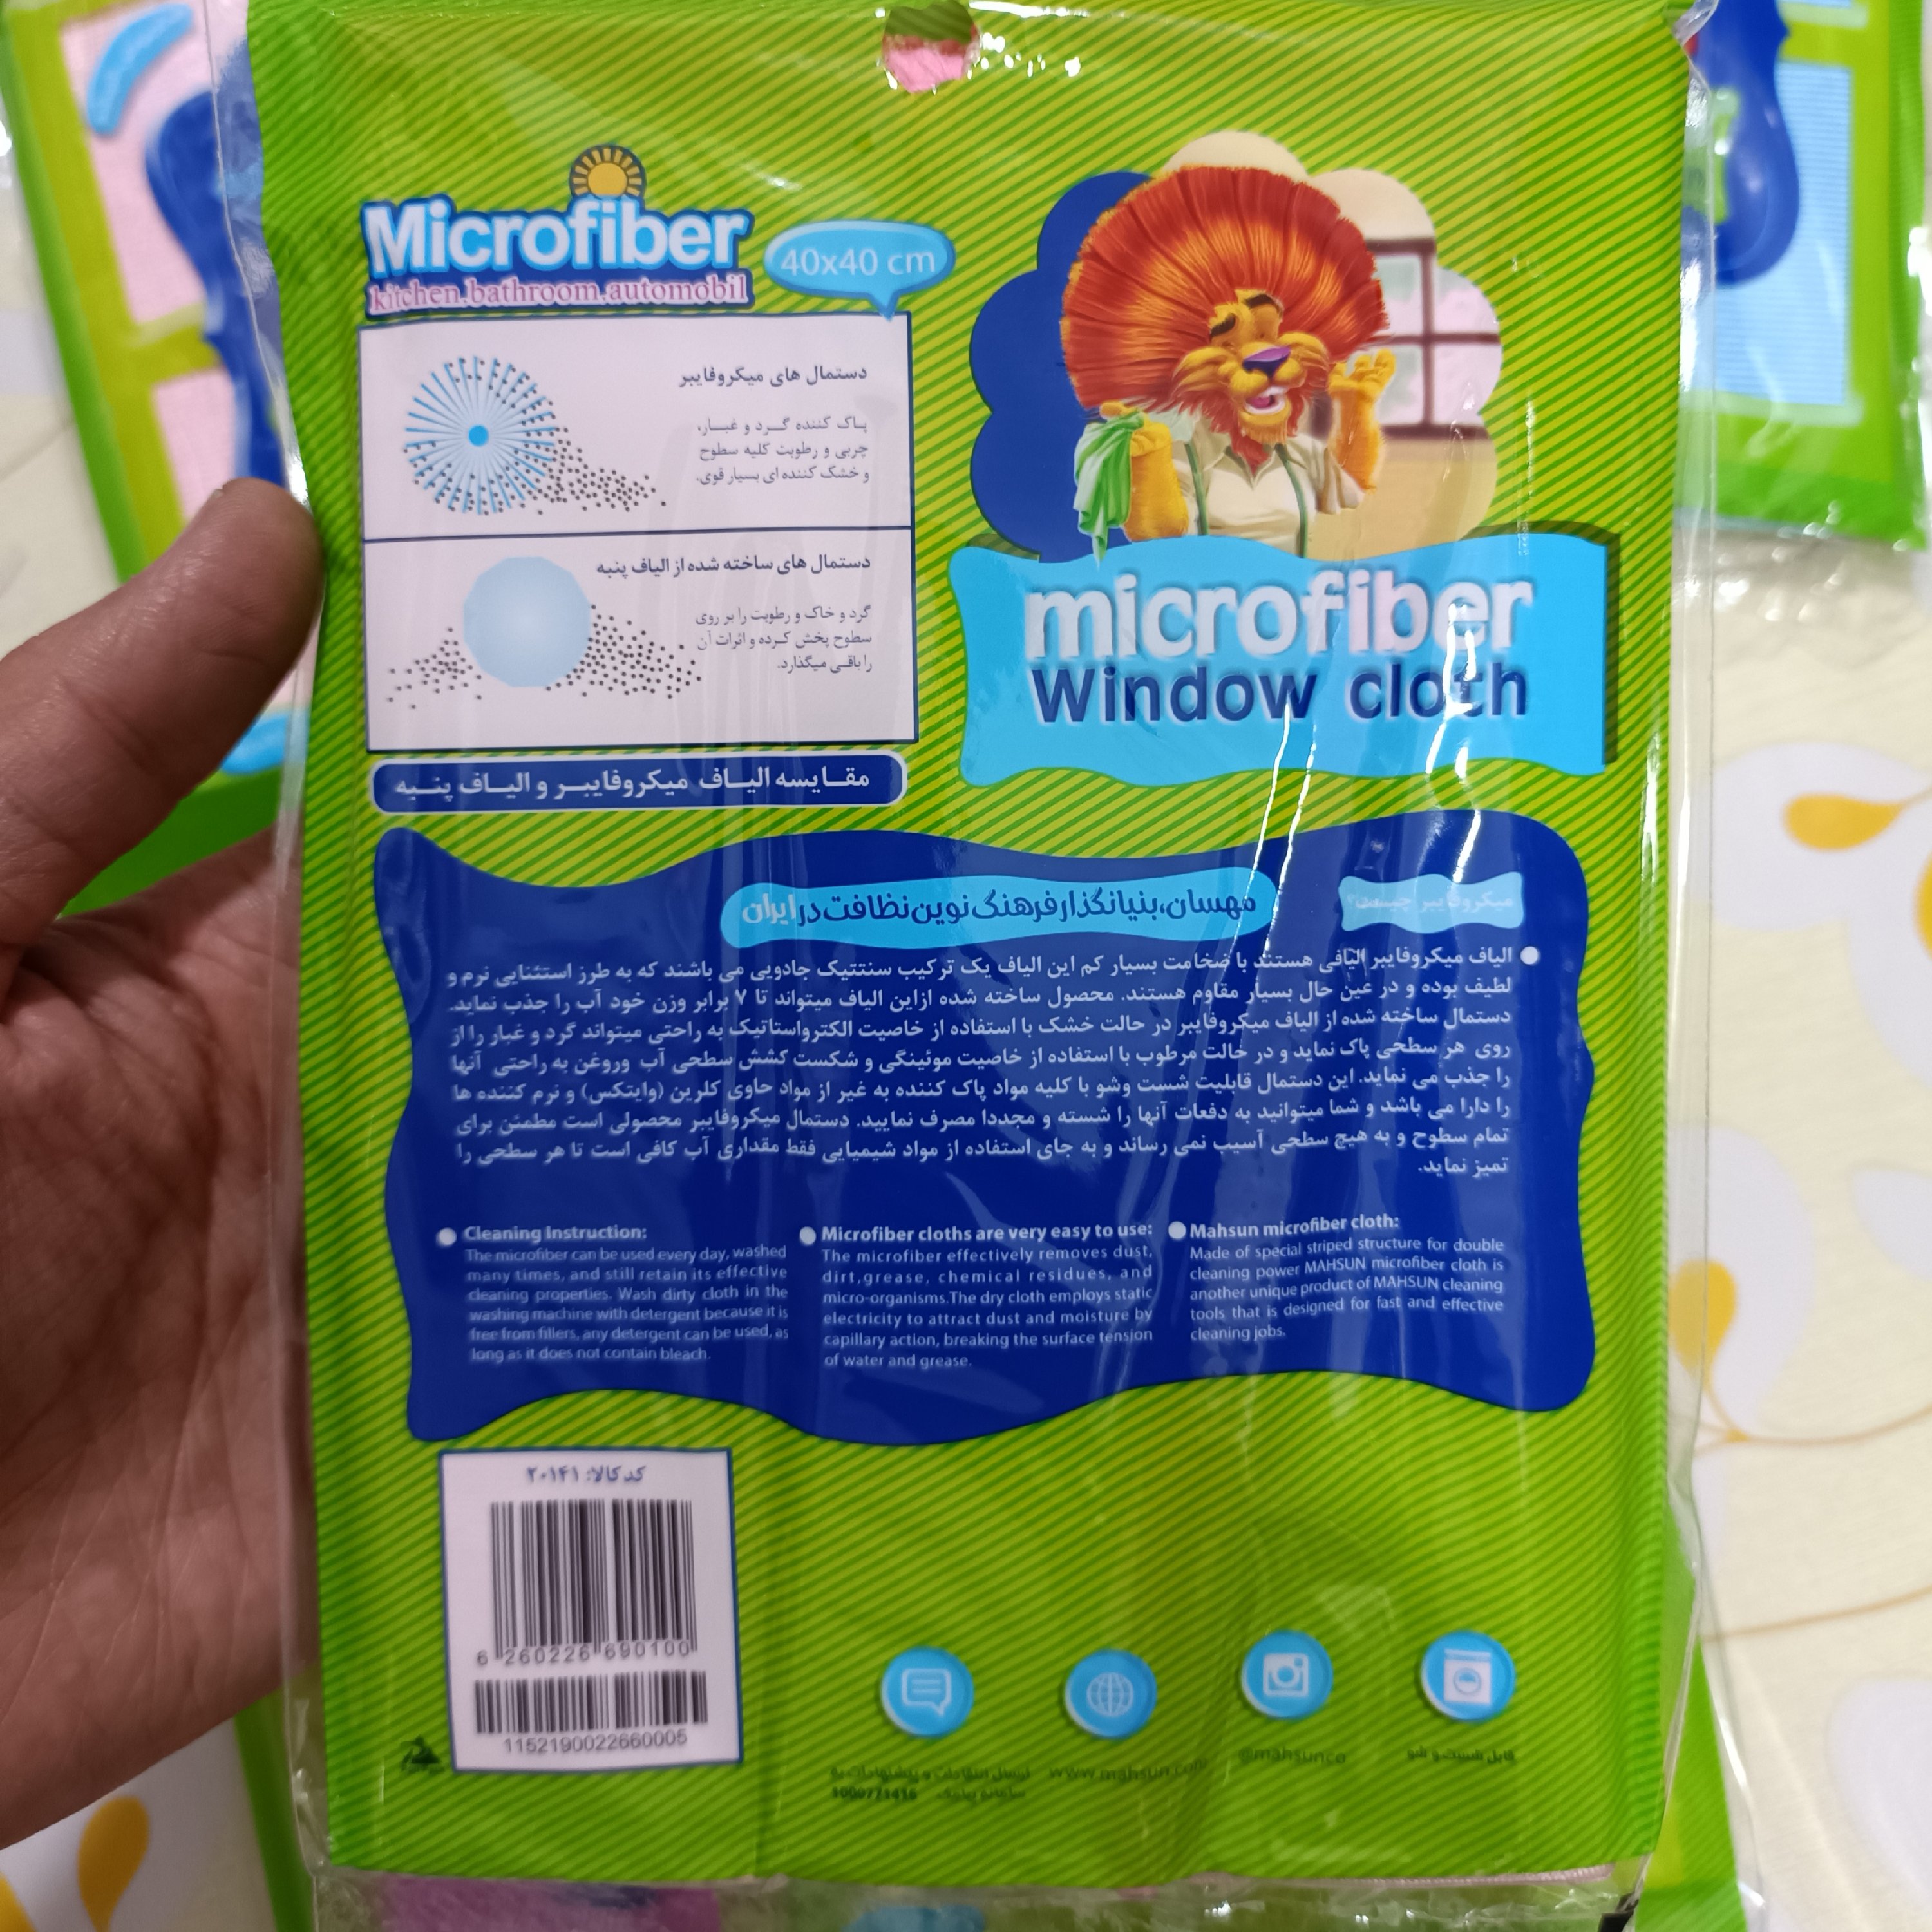 Microfiber
kitchen.bathroom.automobil
40x40 cm
دستمال های میکروفایبر
پاک کننده گرد و غبار،
چربی و رطوبت کلیه سطوح
و خشک کننده ای بسیار قوی.
دستمال های ساخته شده از الیاف پنبه
گرد و خاک و رطوبت را بر روی
سطوح پخش کرده و اثرات آن
را باقی میگذارد.
مقایسه الیاف میکروفایبر و الیاف پنبه
microfiber
Window cloth
میکروفایبر چیست؟
مهسان، بنیانگذار فرهنگ نوین نظافت در ایران
الیاف میکروفایبر الیافی هستند با ضخامت بسیار کم این الیاف یک ترکیب سنتتیک جادویی می باشند که به طرز استثنایی نرم و
لطیف بوده و در عین حال بسیار مقاوم هستند. محصول ساخته شده ازاین الیاف میتواند تا ۷ برابر وزن خود آب را جذب نماید.
دستمال ساخته شده از الیاف میکروفایبر در حالت خشک با استفاده از خاصیت الکترواستاتیک به راحتی میتواند گرد و غبار را از
روی هر سطحی پاک نماید و در حالت مرطوب با استفاده از خاصیت موئینگی و شکست کشش سطحی آب وروغن به راحتی آنها
را جذب می نماید. این دستمال قابلیت شست وشو با کلیه مواد پاک کننده به غیر از مواد حاوی کلرین (وایتکس) و نرم کننده ها
را دارا می باشد و شما میتوانید به دفعات آنها را شسته و مجددا مصرف نمایید. دستمال میکروفایبر محصولی است مطمئن برای
تمام سطوح و به هیچ سطحی آسیب نمی رساند و به جای استفاده از مواد شیمیایی فقط مقداری آب کافی است تا هر سطحی را
تمیز نماید.
Cleaning Instruction:
The microfiber can be used every day, washed
many times, and still retain its effective
cleaning properties. Wash dirty cloth in the
washing machine with detergent because it is
free from fillers, any detergent can be used, as
long as it does not contain bleach.
Microfiber cloths are very easy to use:
The microfiber effectively removes dust,
dirt,grease, chemical residues, and
micro-organisms.The dry cloth employs static
electricity to attract dust and moisture by
capillary action, breaking the surface tension
of water and grease.
Mahsun microfiber cloth:
Made of special striped structure for double
cleaning power MAHSUN microfiber cloth is
another unique product of MAHSUN cleaning
tools that is designed for fast and effective
cleaning jobs.
کد کالا: ۲۰۱۴۱
6 260226 690100
1152190022660005
ارسال انتقادات و پیشنهادات به
سامانه پیامک
www.mahsun.com
@mahsunco
قابل شست و شو